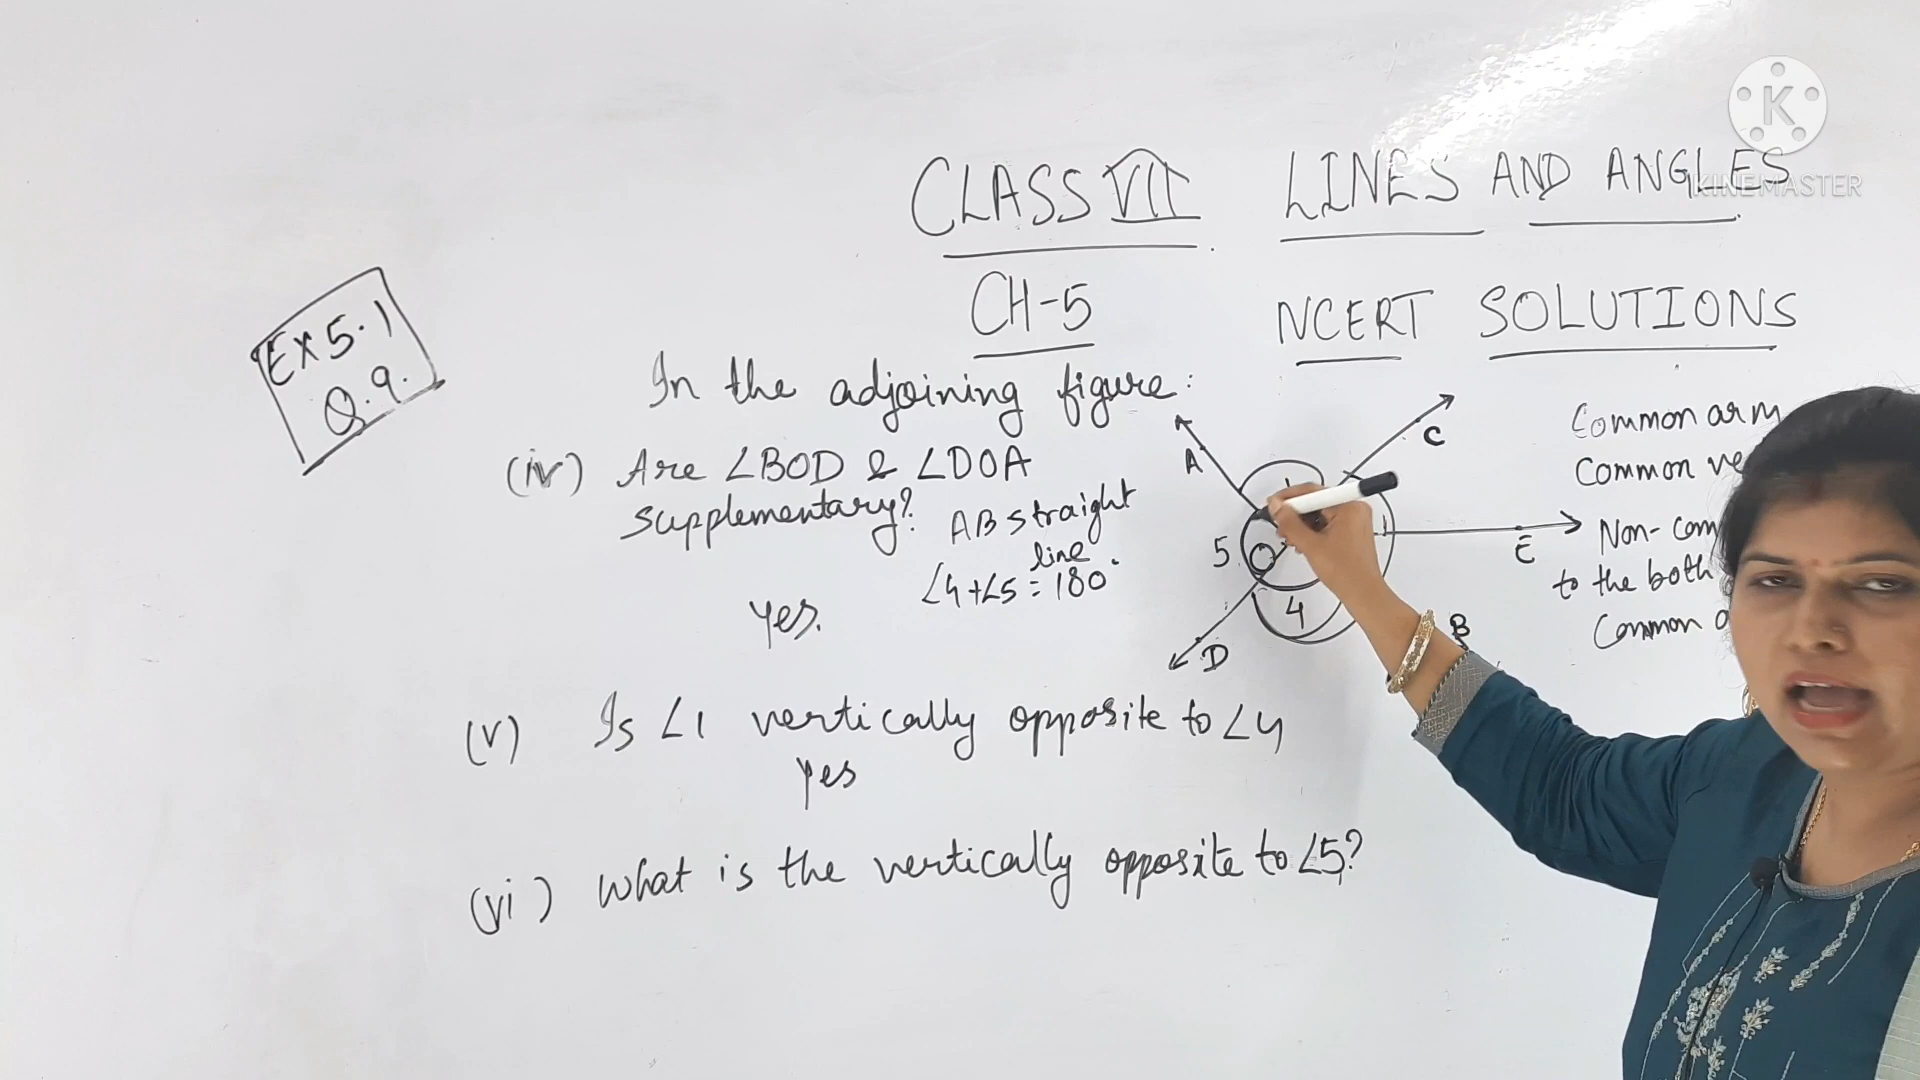 K
KINEMASTER
CLASS VII LINES AND ANGLES
CH-5 NCERT SOLUTIONS
Ex 5.1
Q.9.
In the adjoining figure:
(iv) Are ∠BOD & ∠DOA
supplementary?
AB straight
line
∠4+∠5=180°
yes.
(v) Is ∠1 vertically opposite to ∠4
yes
(vi) What is the vertically opposite to ∠5?
A
C
1
5
O
E
4
D
B
Common arm
Common
Non-
to the both
Common